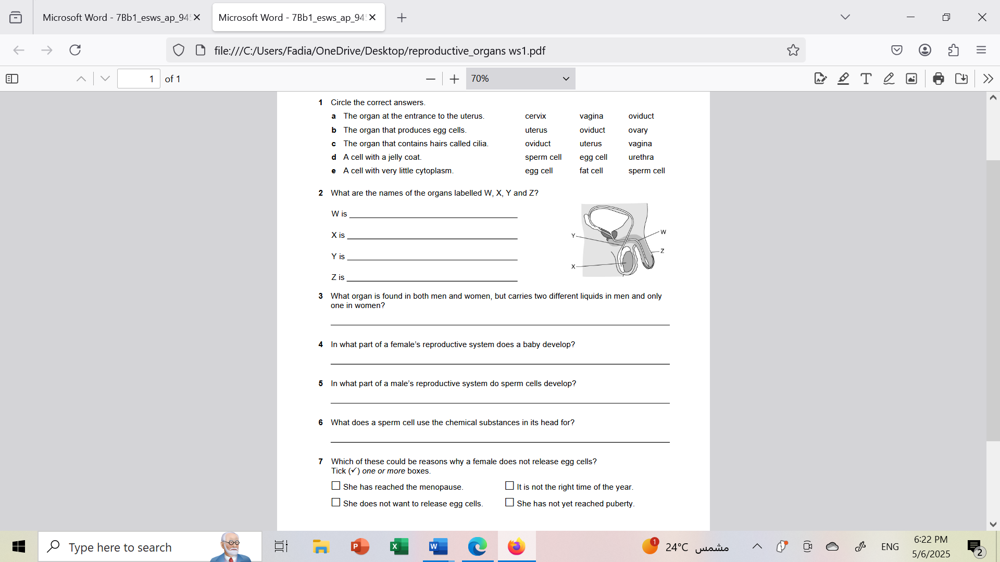 Microsoft Word - 7Bb1_esws_ap_94
Microsoft Word - 7Bb1_esws_ap_94
file:///C:/Users/Fadia/OneDrive/Desktop/reproductive_organs ws1.pdf
1 of 1
70%
1 Circle the correct answers.
a The organ at the entrance to the uterus. cervix vagina oviduct
b The organ that produces egg cells. uterus oviduct ovary
c The organ that contains hairs called cilia. oviduct uterus vagina
d A cell with a jelly coat. sperm cell egg cell urethra
e A cell with very little cytoplasm. egg cell fat cell sperm cell
2 What are the names of the organs labelled W, X, Y and Z?
W is
X is
Y is
Z is
W
Y
Z
X
3 What organ is found in both men and women, but carries two different liquids in men and only
one in women?
4 In what part of a female's reproductive system does a baby develop?
5 In what part of a male's reproductive system do sperm cells develop?
6 What does a sperm cell use the chemical substances in its head for?
7 Which of these could be reasons why a female does not release egg cells?
Tick (✓) one or more boxes.
She has reached the menopause. It is not the right time of the year.
She does not want to release egg cells. She has not yet reached puberty.
Type here to search
P
X
W
1
24°C مشمس
ENG
6:22 PM
5/6/2025
2